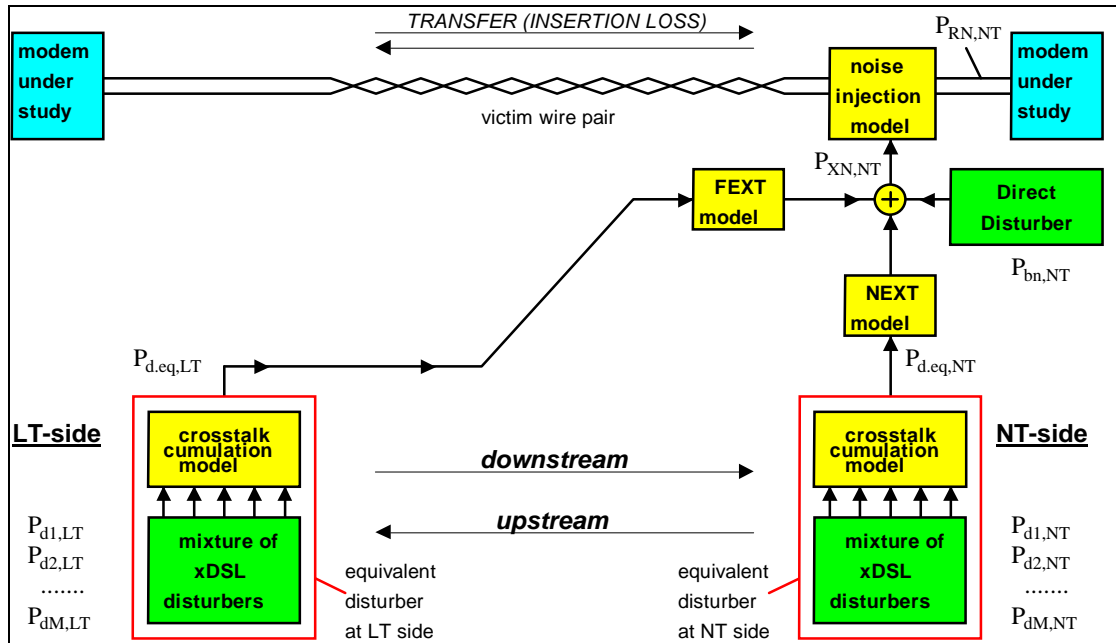 TRANSFER (INSERTION LOSS)
modem
under
study
victim wire pair
noise
injection
model
P_RN,NT
modem
under
study
P_XN,NT
FEXT
model
+
Direct
Disturber
P_bn,NT
NEXT
model
P_d.eq,LT
P_d.eq,NT
LT-side
crosstalk
cumulation
model
downstream
crosstalk
cumulation
model
NT-side
upstream
P_d1,LT
P_d2,LT
.......
P_dM,LT
mixture of
xDSL
disturbers
equivalent
disturber
at LT side
equivalent
disturber
at NT side
mixture of
xDSL
disturbers
P_d1,NT
P_d2,NT
.......
P_dM,NT